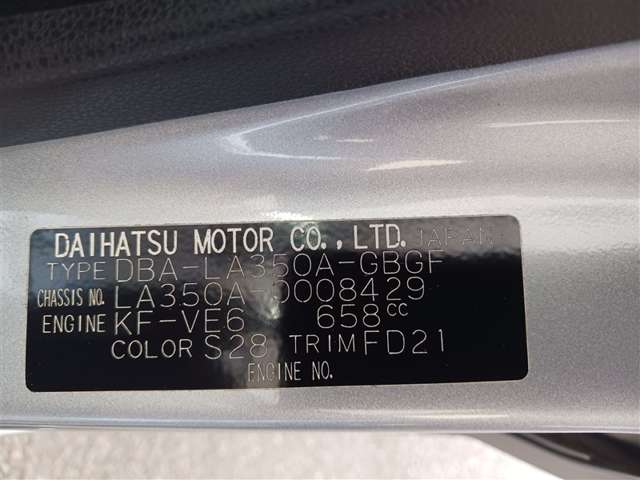 DAIHATSU MOTOR CO.,LTD. JAPAN
TYPE DBA-LA350A-GBGF
CHASSIS NO. LA350A-0008429
ENGINE KF-VE6 658cc
COLOR S28 TRIM FD21
ENGINE NO.